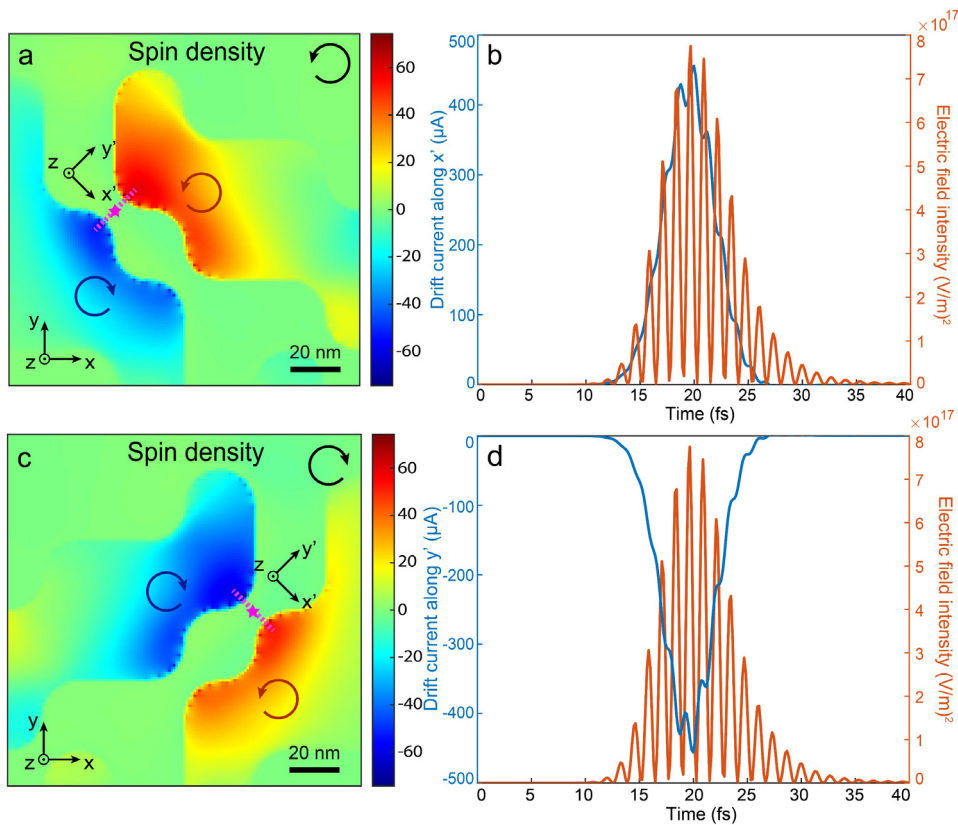 a
Spin density
y'
z
x'
y
z
x
20 nm
60
40
20
0
-20
-40
-60
b
500
400
300
200
100
0
Drift current along x' (μA)
0
5
10
15
20
25
30
35
40
Time (fs)
8 ×10¹⁷
7
6
5
4
3
2
1
0
Electric field intensity (V/m)²
c
Spin density
y'
z
x'
y
z
x
20 nm
60
40
20
0
-20
-40
-60
d
0
-100
-200
-300
-400
-500
Drift current along y' (μA)
0
5
10
15
20
25
30
35
40
Time (fs)
8 ×10¹⁷
7
6
5
4
3
2
1
0
Electric field intensity (V/m)²